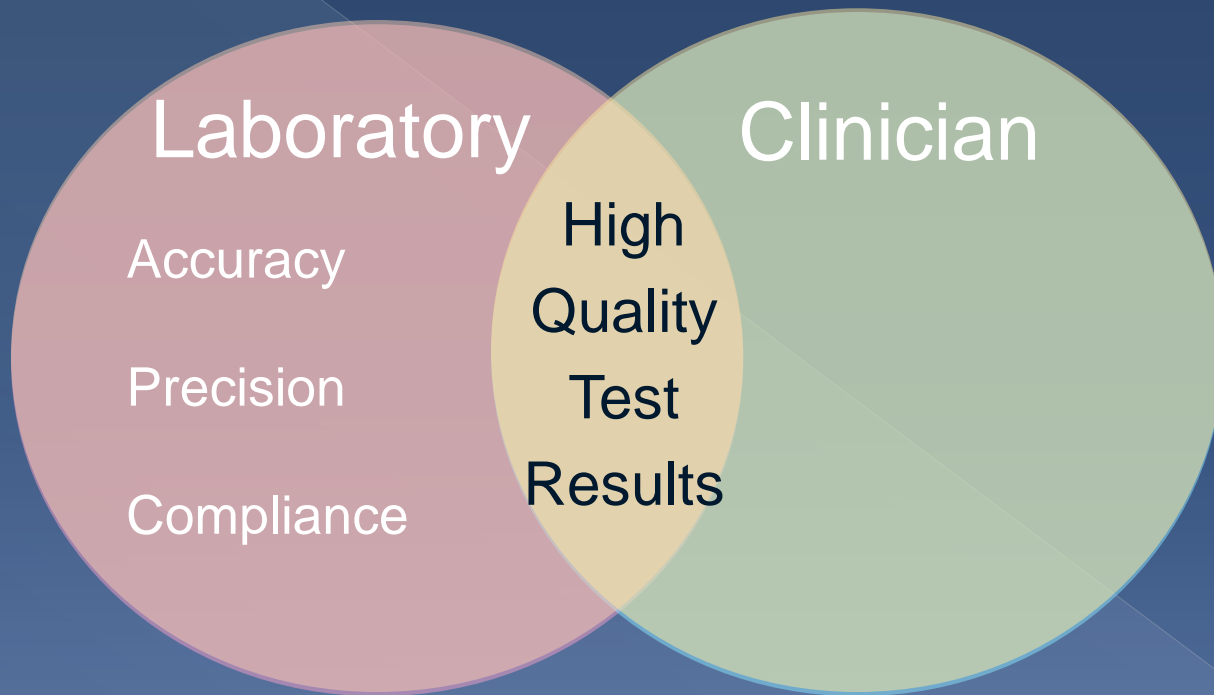 Laboratory
Accuracy
Precision
Compliance
High
Quality
Test
Results
Clinician